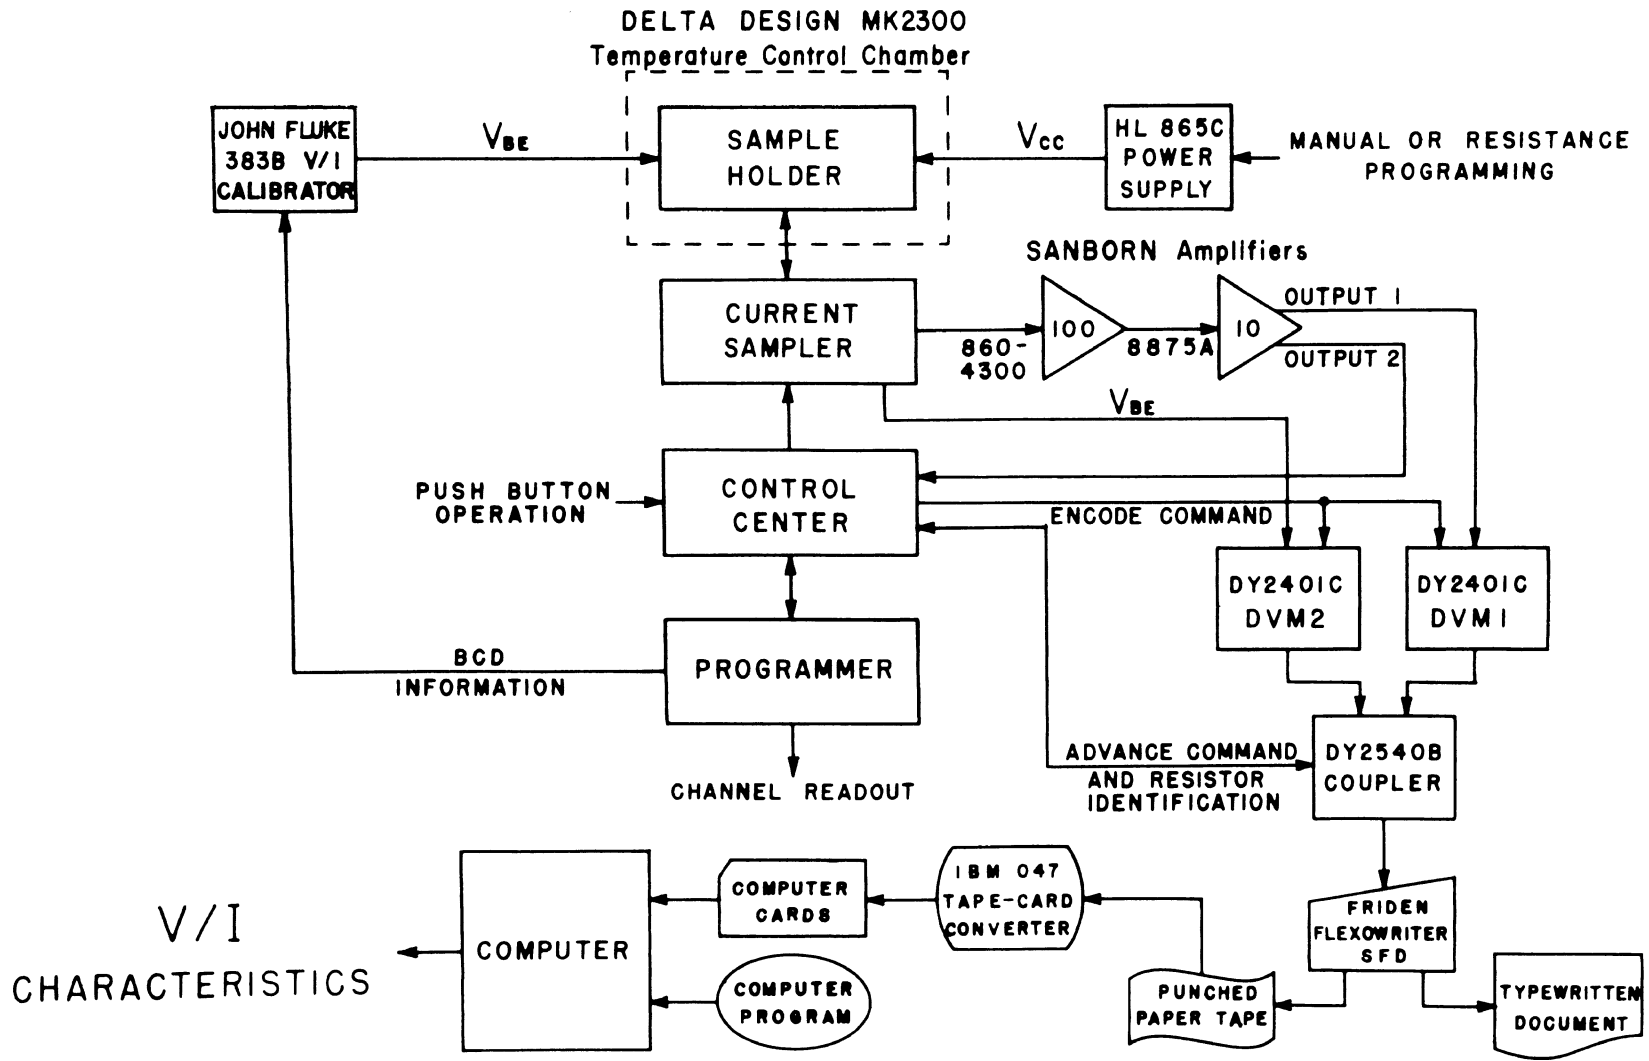 DELTA DESIGN MK2300
Temperature Control Chamber
JOHN FLUKE
383B V/I
CALIBRATOR
VBE
SAMPLE
HOLDER
VCC
HL 865C
POWER
SUPPLY
MANUAL OR RESISTANCE
PROGRAMMING
SANBORN Amplifiers
CURRENT
SAMPLER
860-
4300
100
8875A
10
OUTPUT 1
OUTPUT 2
VBE
PUSH BUTTON
OPERATION
CONTROL
CENTER
ENCODE COMMAND
DY2401C
DVM2
DY2401C
DVM1
BCD
INFORMATION
PROGRAMMER
CHANNEL READOUT
ADVANCE COMMAND
AND RESISTOR
IDENTIFICATION
DY2540B
COUPLER
V/I
CHARACTERISTICS
COMPUTER
COMPUTER
CARDS
COMPUTER
PROGRAM
IBM 047
TAPE-CARD
CONVERTER
PUNCHED
PAPER TAPE
FRIDEN
FLEXOWRITER
SFD
TYPEWRITTEN
DOCUMENT